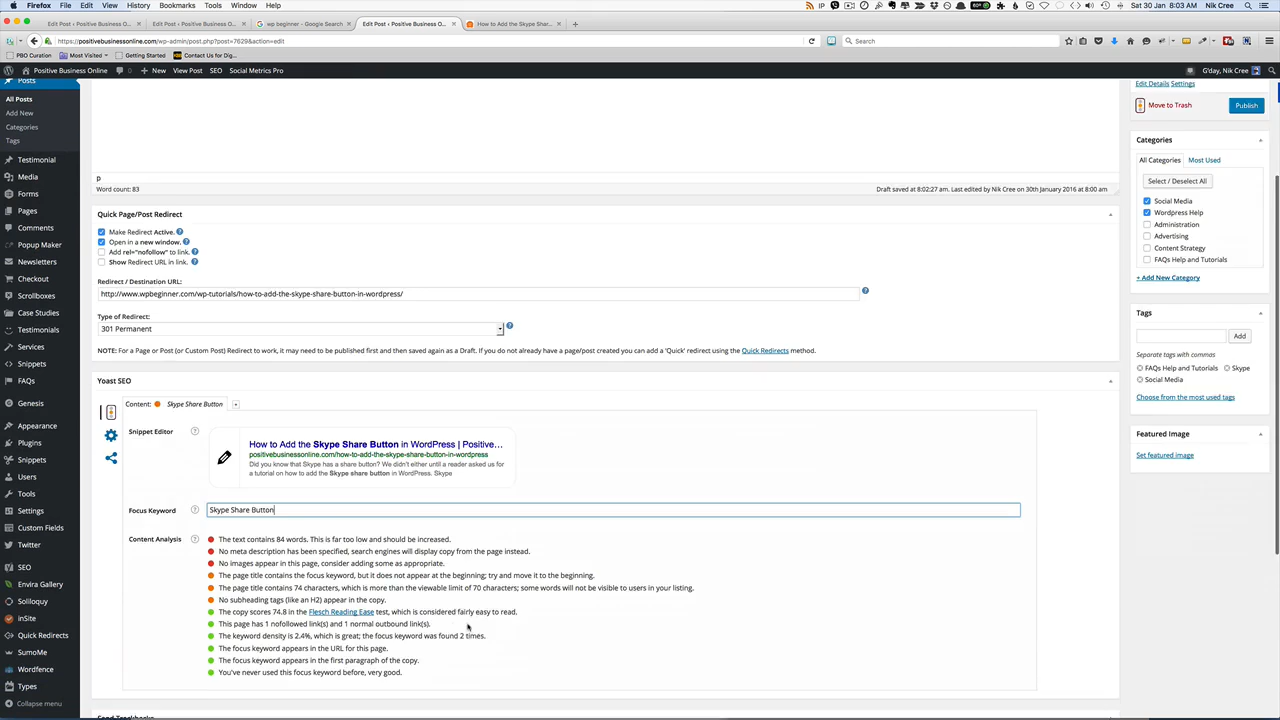 Firefox File Edit View History Bookmarks Tools Window Help
Sat 30 Jan 8:03 AM Nik Cree
Edit Post ‹ Positive Business O... × Edit Post ‹ Positive Business O... × wp beginner - Google Search × Edit Post ‹ Positive Business O... × How to Add the Skype Shar... ×
https://positivebusinessonline.com/wp-admin/post.php?post=7629&action=edit
Search
PBO Curation Most Visited Getting Started Contact Us for Dig...
Positive Business Online New View Post SEO Social Metrics Pro G'day, Nik Cree
Posts
All Posts
Add New
Categories
Tags
Testimonial
Media
Forms
Pages
Comments
Popup Maker
Newsletters
Checkout
Scrollboxes
Case Studies
Testimonials
Services
Snippets
FAQs
Genesis
Appearance
Plugins
Snippets
Users
Tools
Settings
Custom Fields
Twitter
SEO
Envira Gallery
Soliloquy
inSite
Quick Redirects
SumoMe
Wordfence
Types
Collapse menu
p
Word count: 83
Draft saved at 8:02:27 am. Last edited by Nik Cree on 30th January 2016 at 8:00 am
Quick Page/Post Redirect
Make Redirect Active. ?
Open in a new window. ?
Add rel="nofollow" to link. ?
Show Redirect URL in link. ?
Redirect / Destination URL:
http://www.wpbeginner.com/wp-tutorials/how-to-add-the-skype-share-button-in-wordpress/
Type of Redirect:
301 Permanent
NOTE: For a Page or Post (or Custom Post) Redirect to work, it may need to be published first and then saved again as a Draft. If you do not already have a page/post created you can add a 'Quick' redirect using the Quick Redirects method.
Yoast SEO
Content: Skype Share Button
Snippet Editor ?
How to Add the Skype Share Button in WordPress | Positive...
positivebusinessonline.com/how-to-add-the-skype-share-button-in-wordpress
Did you know that Skype has a share button? We didn't either until a reader asked us for a tutorial on how to add the Skype share button in WordPress. Skype
Focus Keyword ?
Skype Share Button
Content Analysis ?
The text contains 84 words. This is far too low and should be increased.
No meta description has been specified, search engines will display copy from the page instead.
No images appear in this page, consider adding some as appropriate.
The page title contains the focus keyword, but it does not appear at the beginning; try and move it to the beginning.
The page title contains 74 characters, which is more than the viewable limit of 70 characters; some words will not be visible to users in your listing.
No subheading tags (like an H2) appear in the copy.
The copy scores 74.8 in the Flesch Reading Ease test, which is considered fairly easy to read.
This page has 1 nofollowed link(s) and 1 normal outbound link(s).
The keyword density is 2.4%, which is great; the focus keyword was found 2 times.
The focus keyword appears in the URL for this page.
The focus keyword appears in the first paragraph of the copy.
You've never used this focus keyword before, very good.
Edit Details Settings
Move to Trash Publish
Categories
All Categories Most Used
Select / Deselect All
Social Media
Wordpress Help
Administration
Advertising
Content Strategy
FAQs Help and Tutorials
+ Add New Category
Tags
Add
Separate tags with commas
FAQs Help and Tutorials Skype
Social Media
Choose from the most used tags
Featured Image
Set featured image